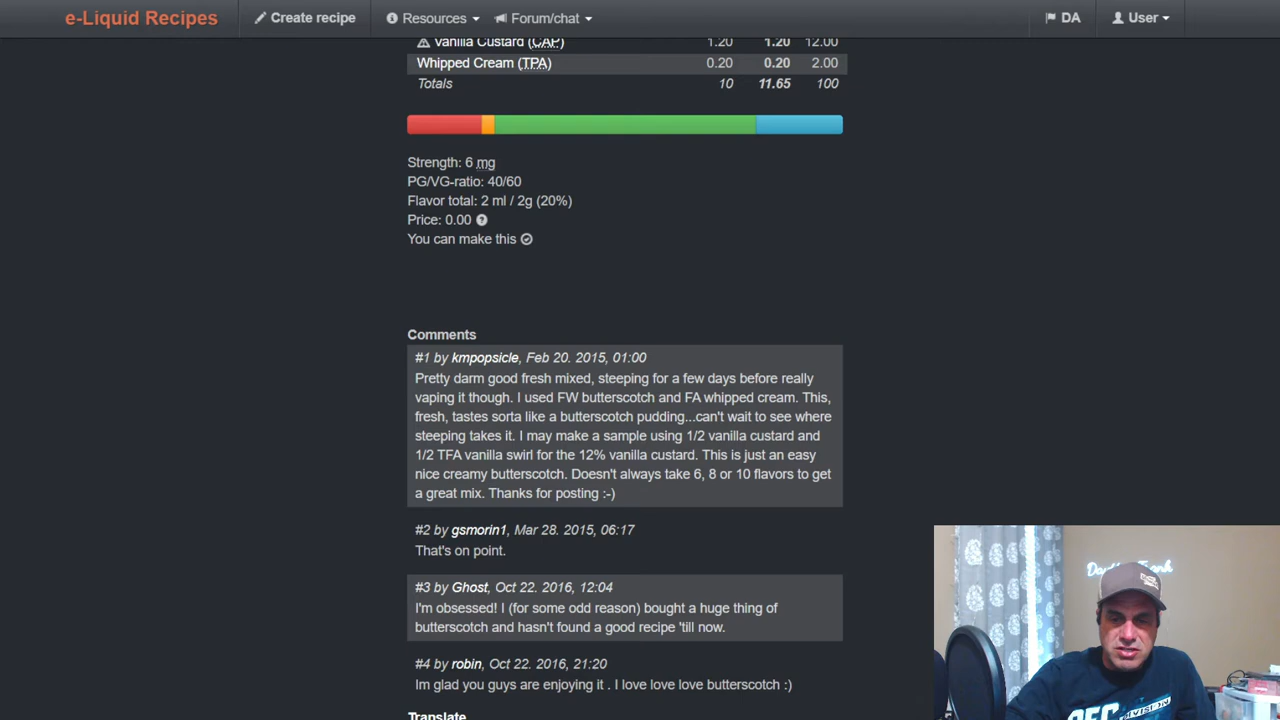 e-Liquid Recipes Create recipe Resources Forum/chat DA User
Vanilla Custard (CAP) 1.20 1.20 12.00
Whipped Cream (TPA) 0.20 0.20 2.00
Totals 10 11.65 100
Strength: 6 mg
PG/VG-ratio: 40/60
Flavor total: 2 ml / 2g (20%)
Price: 0.00
You can make this
Comments
#1 by kmpopsicle, Feb 20. 2015, 01:00
Pretty darm good fresh mixed, steeping for a few days before really
vaping it though. I used FW butterscotch and FA whipped cream. This,
fresh, tastes sorta like a butterscotch pudding...can't wait to see where
steeping takes it. I may make a sample using 1/2 vanilla custard and
1/2 TFA vanilla swirl for the 12% vanilla custard. This is just an easy
nice creamy butterscotch. Doesn't always take 6, 8 or 10 flavors to get
a great mix. Thanks for posting :-)
#2 by gsmorin1, Mar 28. 2015, 06:17
That's on point.
#3 by Ghost, Oct 22. 2016, 12:04
I'm obsessed! I (for some odd reason) bought a huge thing of
butterscotch and hasn't found a good recipe 'till now.
#4 by robin, Oct 22. 2016, 21:20
Im glad you guys are enjoying it . I love love love butterscotch :)
Translate
DIVISION